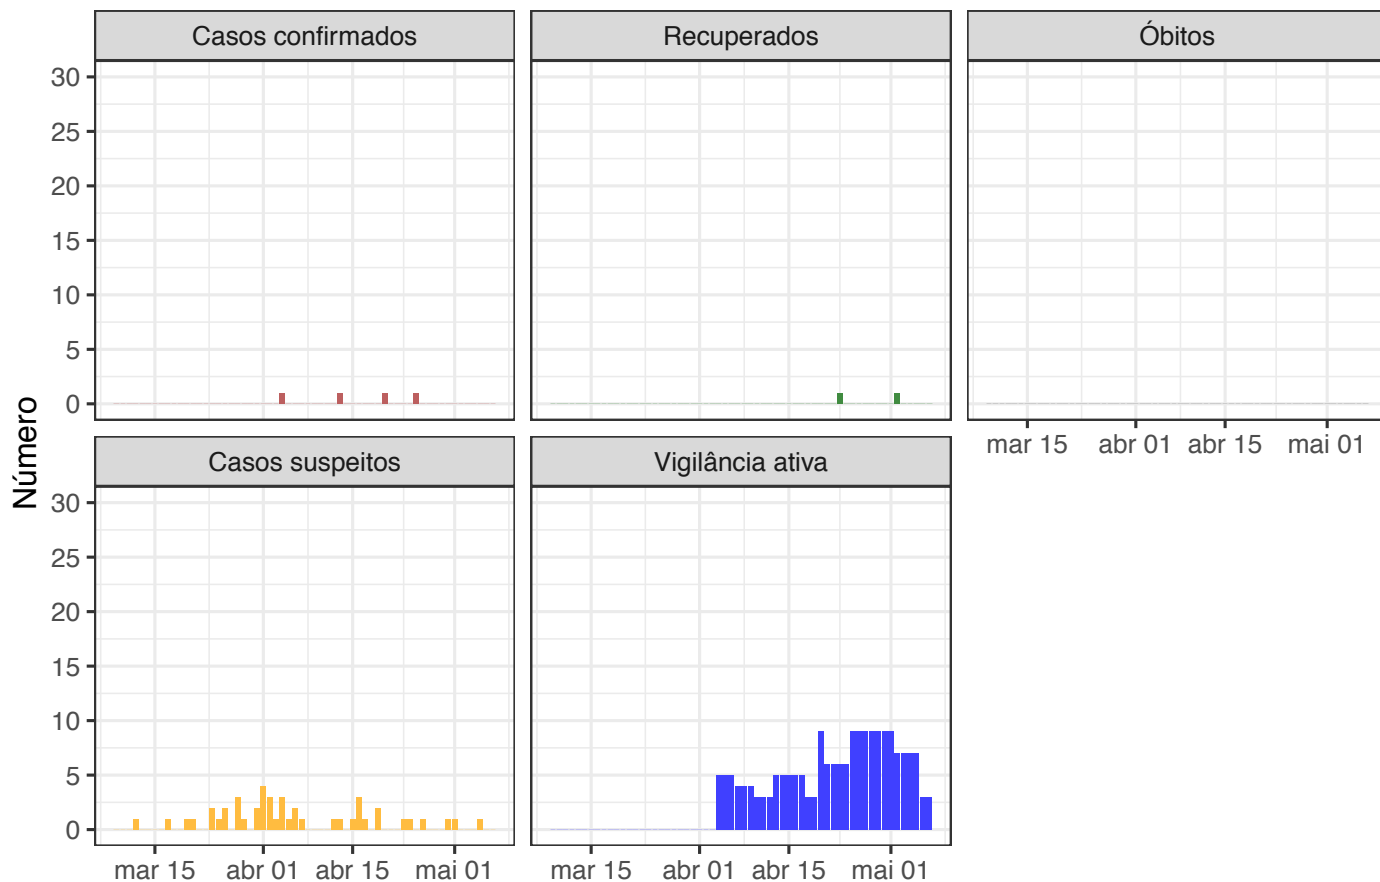 Casos confirmados
Recuperados
Óbitos
30
25
20
15
10
5
0
mar 15 abr 01 abr 15 mai 01
Número
Casos suspeitos
Vigilância ativa
30
25
20
15
10
5
0
mar 15 abr 01 abr 15 mai 01
mar 15 abr 01 abr 15 mai 01